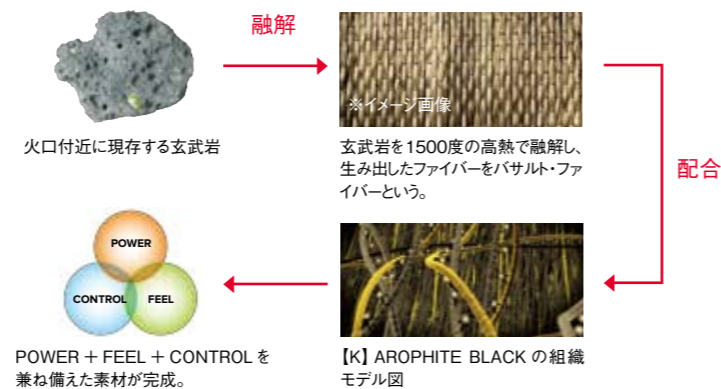 融解
※イメージ画像
火口付近に現存する玄武岩
玄武岩を1500度の高熱で融解し、
生み出したファイバーをバサルト・ファ
イバーという。
配合
POWER
CONTROL
FEEL
【K】AROPHITE BLACK の組織
モデル図
POWER + FEEL + CONTROL を
兼ね備えた素材が完成。